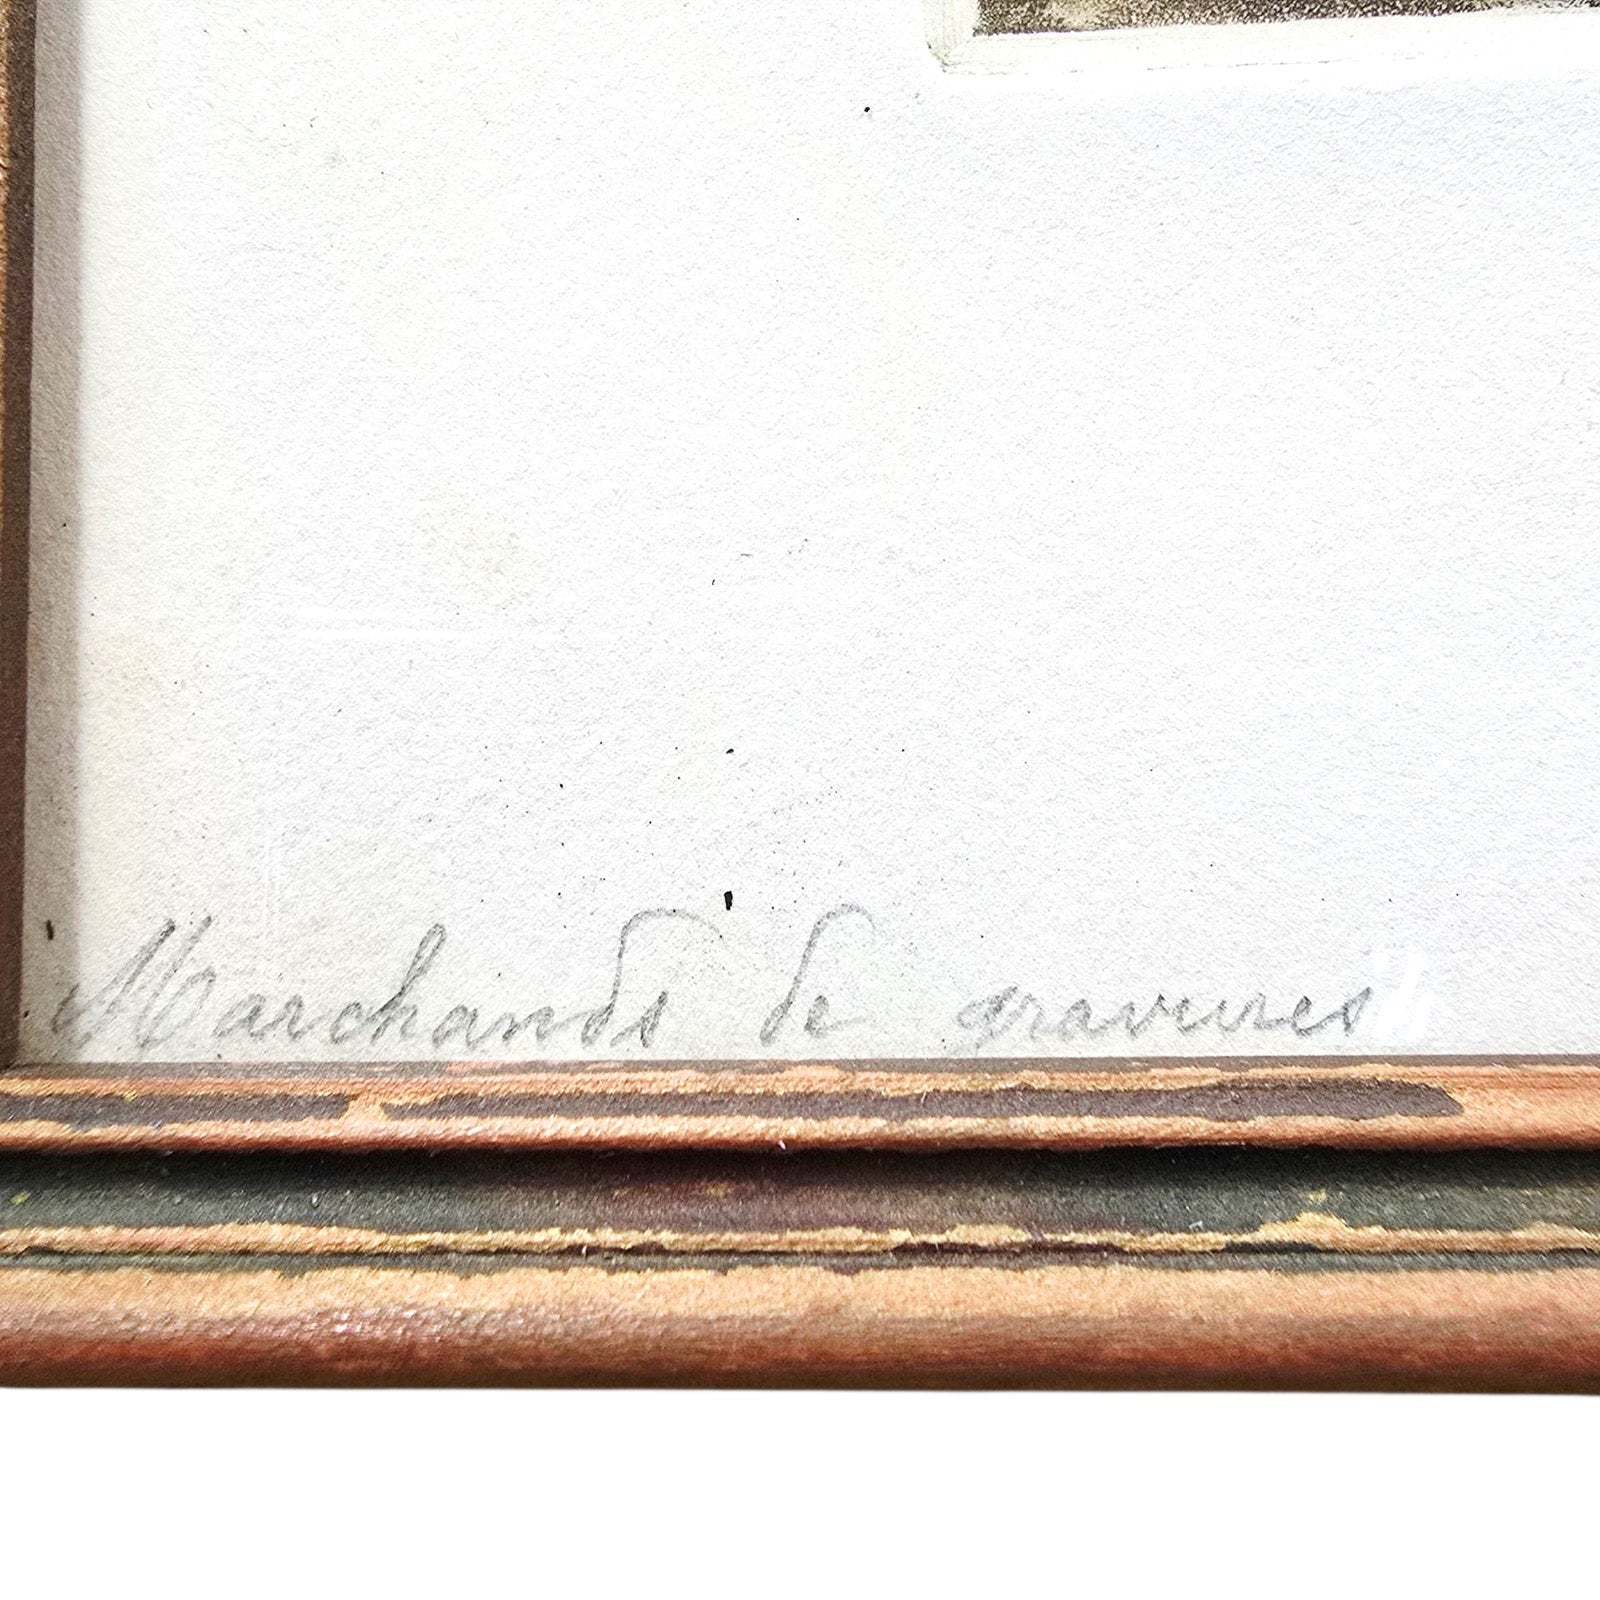 Marchands de gravures